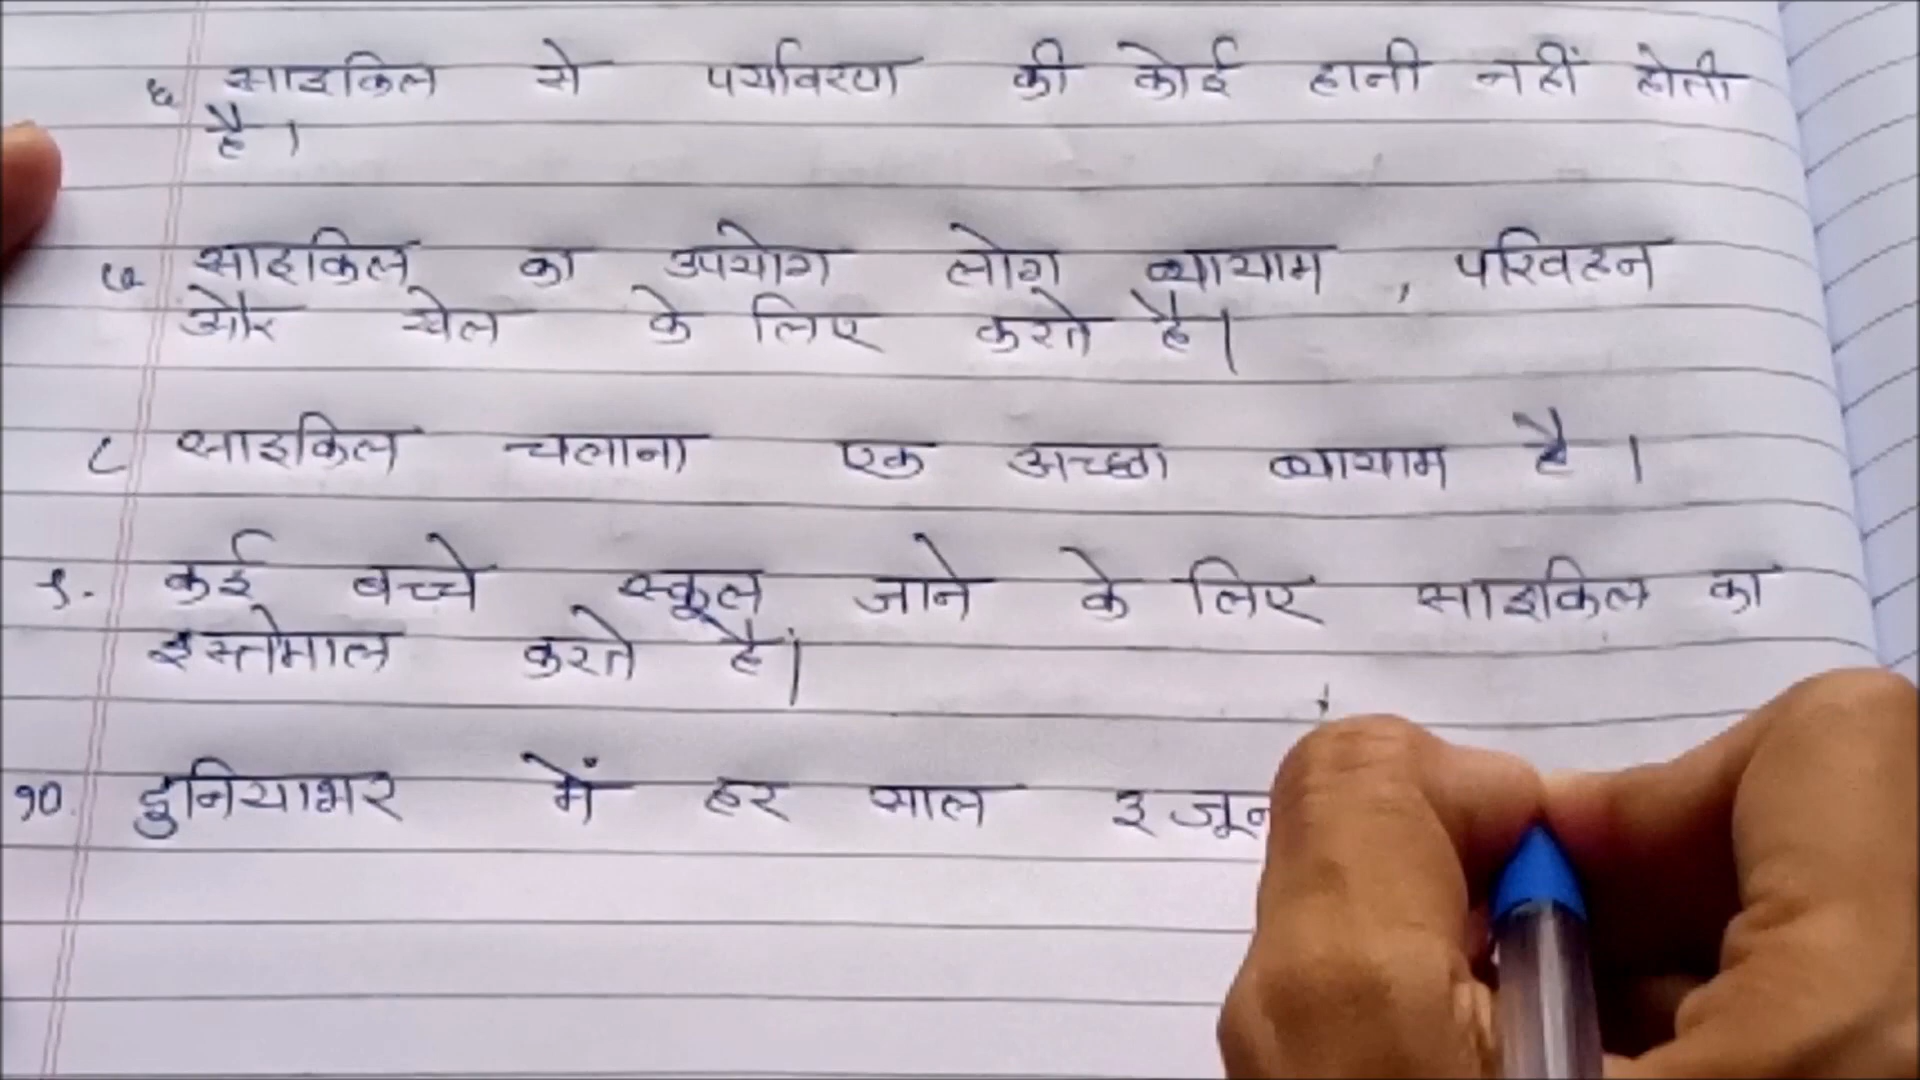 ६ साइकिल से पर्यावरण की कोई हानी नहीं होती
है।
७ साइकिल का उपयोग लोग व्यायाम, परिवहन
और खेल के लिए करते है।
८ साइकिल चलाना एक अच्छा व्यायाम है।
९. कई बच्चे स्कूल जाने के लिए साइकिल का
इस्तेमाल करते हैं।
१०. दुनियाभर में हर साल ३ जून